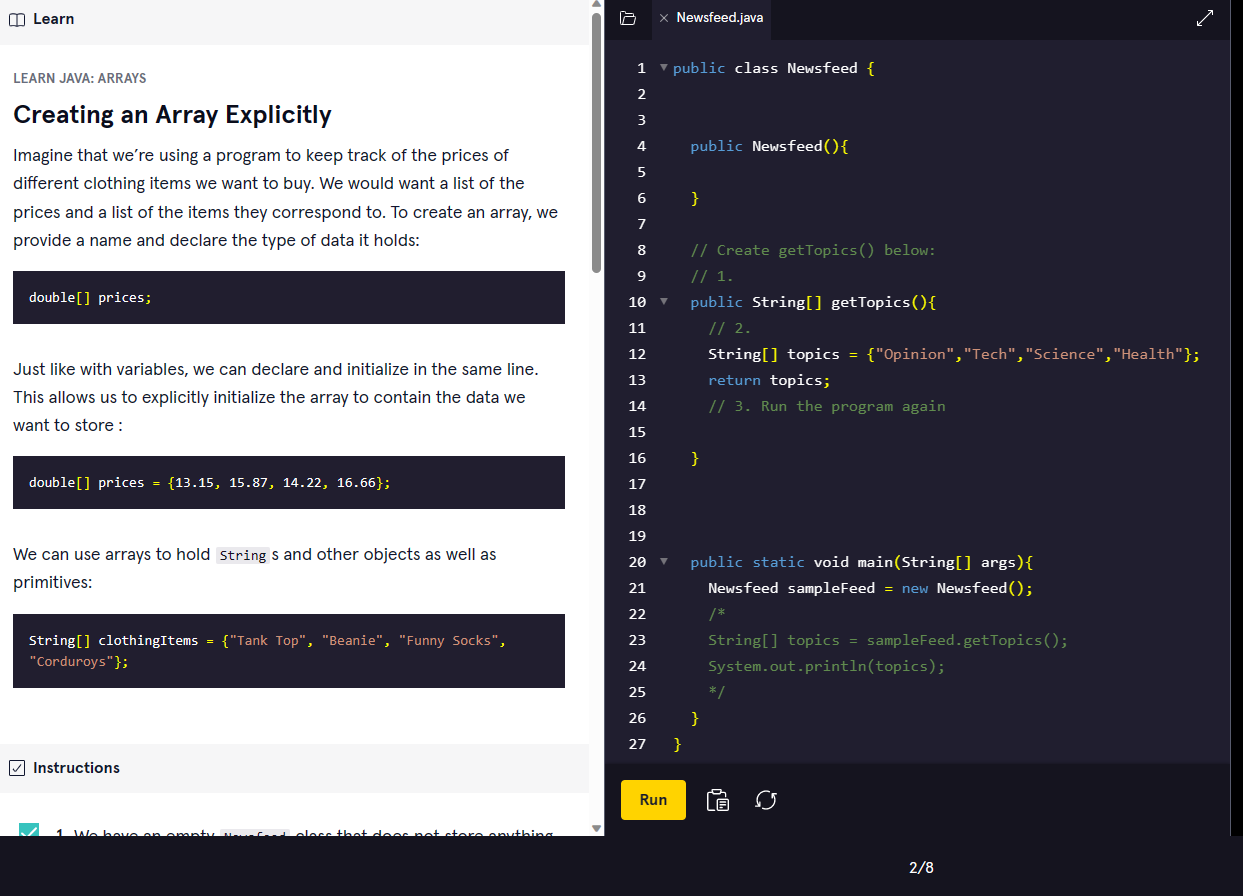 Learn
LEARN JAVA: ARRAYS
Creating an Array Explicitly
Imagine that we’re using a program to keep track of the prices of
different clothing items we want to buy. We would want a list of the
prices and a list of the items they correspond to. To create an array, we
provide a name and declare the type of data it holds:
double[] prices;
Just like with variables, we can declare and initialize in the same line.
This allows us to explicitly initialize the array to contain the data we
want to store :
double[] prices = {13.15, 15.87, 14.22, 16.66};
We can use arrays to hold String s and other objects as well as
primitives:
String[] clothingItems = {"Tank Top", "Beanie", "Funny Socks",
"Corduroys"};
Instructions
1. We have an empty Newsfeed class that does not store anything
Newsfeed.java
1 public class Newsfeed {
2
3
4 public Newsfeed(){
5
6 }
7
8 // Create getTopics() below:
9 // 1.
10 public String[] getTopics(){
11 // 2.
12 String[] topics = {"Opinion","Tech","Science","Health"};
13 return topics;
14 // 3. Run the program again
15
16 }
17
18
19
20 public static void main(String[] args){
21 Newsfeed sampleFeed = new Newsfeed();
22 /*
23 String[] topics = sampleFeed.getTopics();
24 System.out.println(topics);
25 */
26 }
27 }
Run
2/8